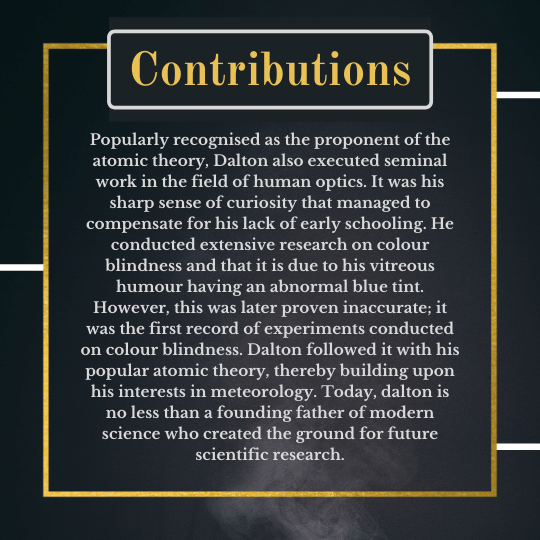 Contributions
Popularly recognised as the proponent of the
atomic theory, Dalton also executed seminal
work in the field of human optics. It was his
sharp sense of curiosity that managed to
compensate for his lack of early schooling. He
conducted extensive research on colour
blindness and that it is due to his vitreous
humour having an abnormal blue tint.
However, this was later proven inaccurate; it
was the first record of experiments conducted
on colour blindness. Dalton followed it with his
popular atomic theory, thereby building upon
his interests in meteorology. Today, dalton is
no less than a founding father of modern
science who created the ground for future
scientific research.